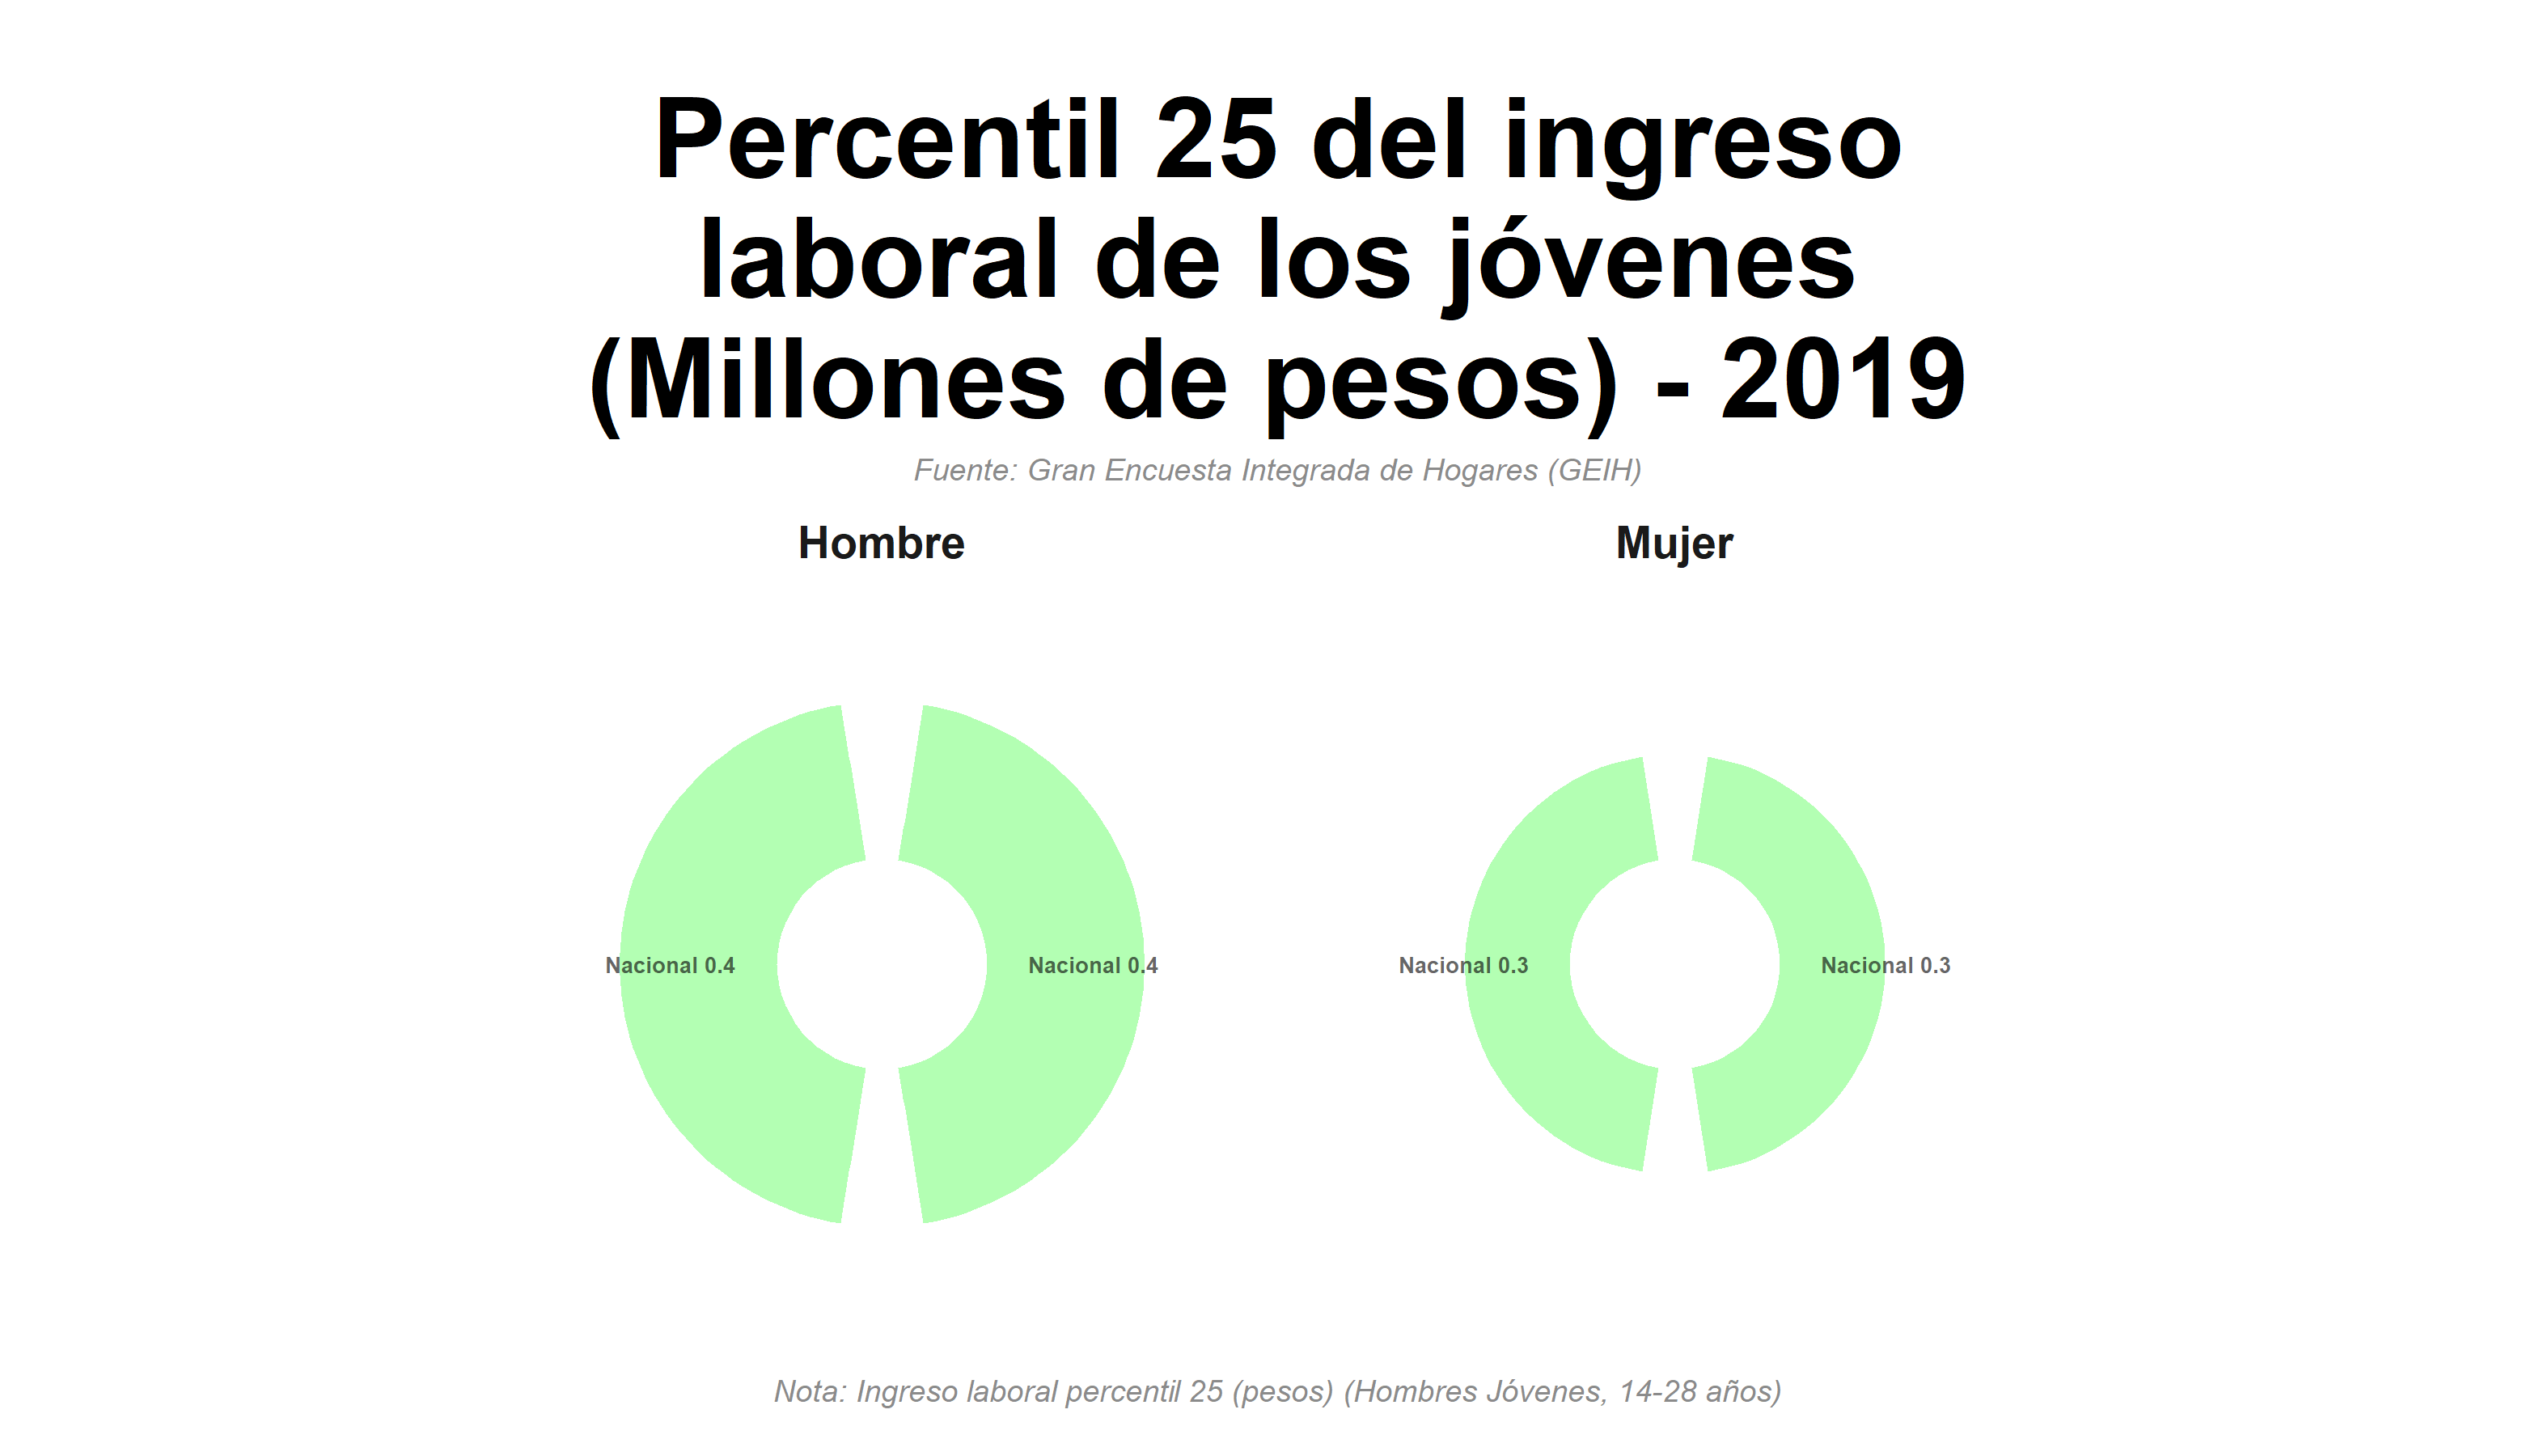 Percentil 25 del ingreso
laboral de los jóvenes
(Millones de pesos) - 2019
Fuente: Gran Encuesta Integrada de Hogares (GEIH)
Hombre
Mujer
Nacional 0.4
Nacional 0.4
Nacional 0.3
Nacional 0.3
Nota: Ingreso laboral percentil 25 (pesos) (Hombres Jóvenes, 14-28 años)